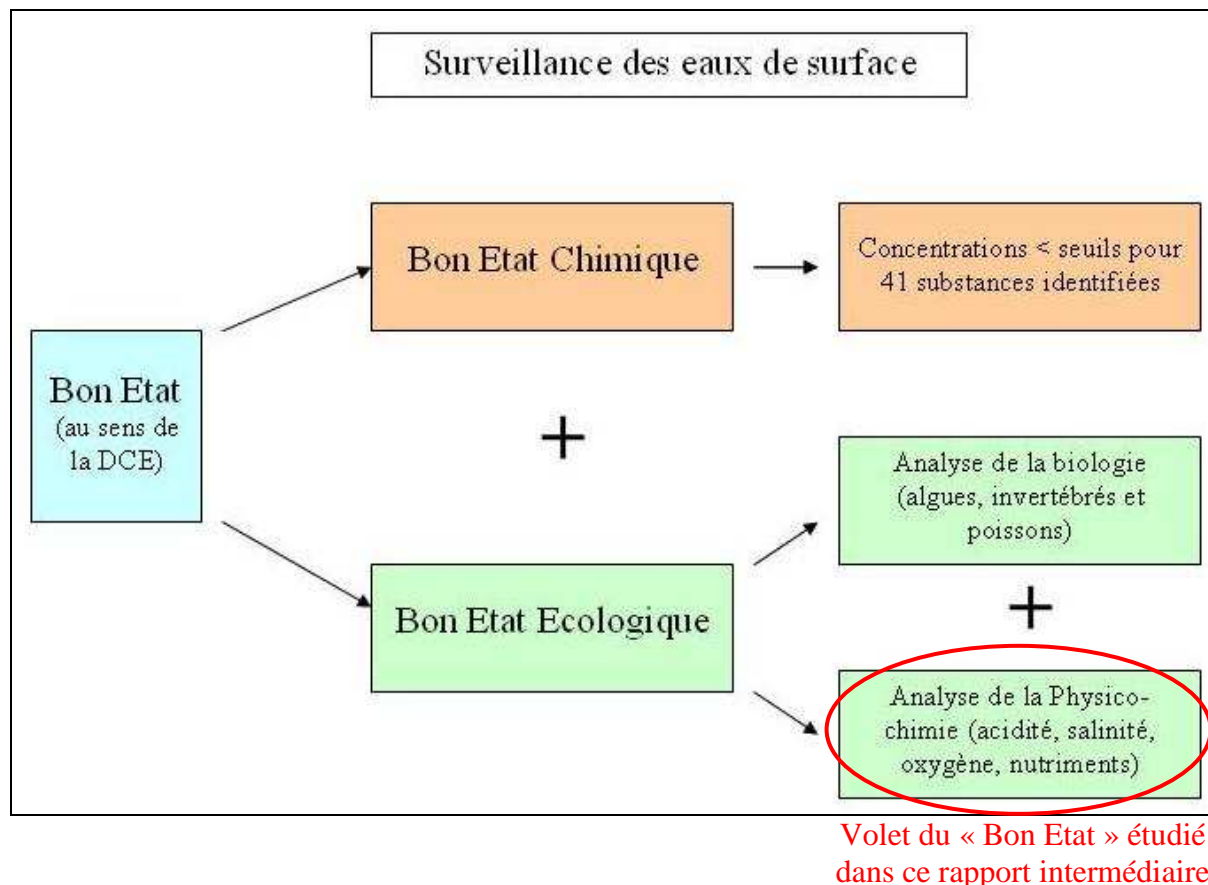 Surveillance des eaux de surface
Bon Etat Chimique
Concentrations < seuils pour
41 substances identifiées
Bon Etat
(au sens de
la DCE)
+
Analyse de la biologie
(algues, invertébrés et
poissons)
+
Bon Etat Ecologique
Analyse de la Physico-
chimie (acidité, salinité,
oxygène, nutriments)
Volet du « Bon Etat » étudié
dans ce rapport intermédiaire